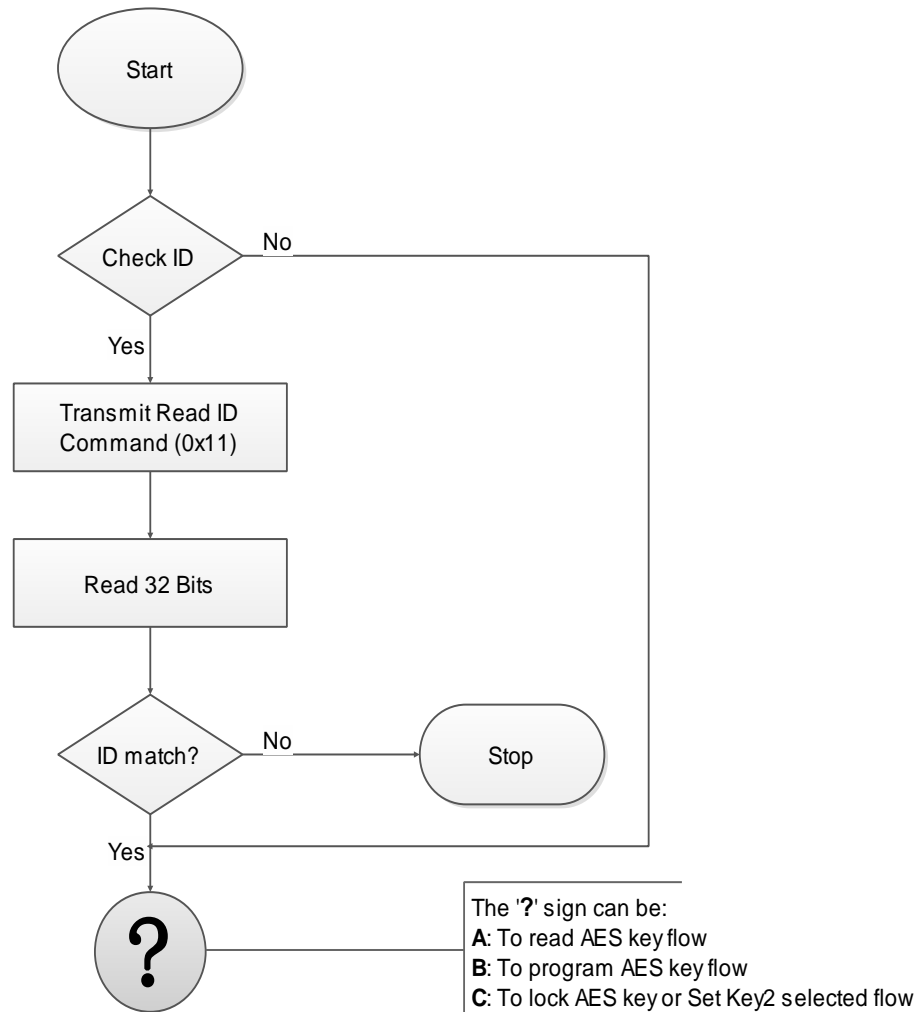 Start
Check ID
No
Yes
Transmit Read ID
Command (0x11)
Read 32 Bits
ID match?
No
Stop
Yes
?
The '?' sign can be:
A: To read AES key flow
B: To program AES key flow
C: To lock AES key or Set Key2 selected flow